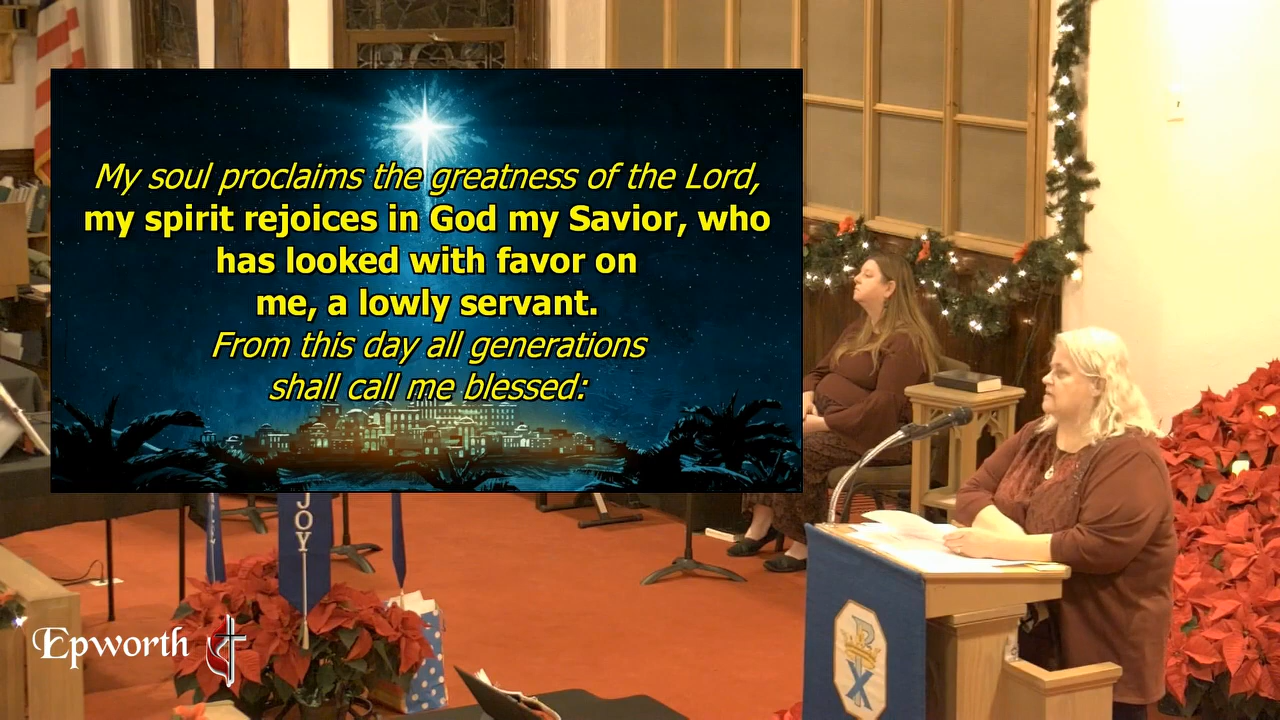 My soul proclaims the greatness of the Lord,
my spirit rejoices in God my Savior, who
has looked with favor on
me, a lowly servant.
From this day all generations
shall call me blessed:
JOY
Epworth